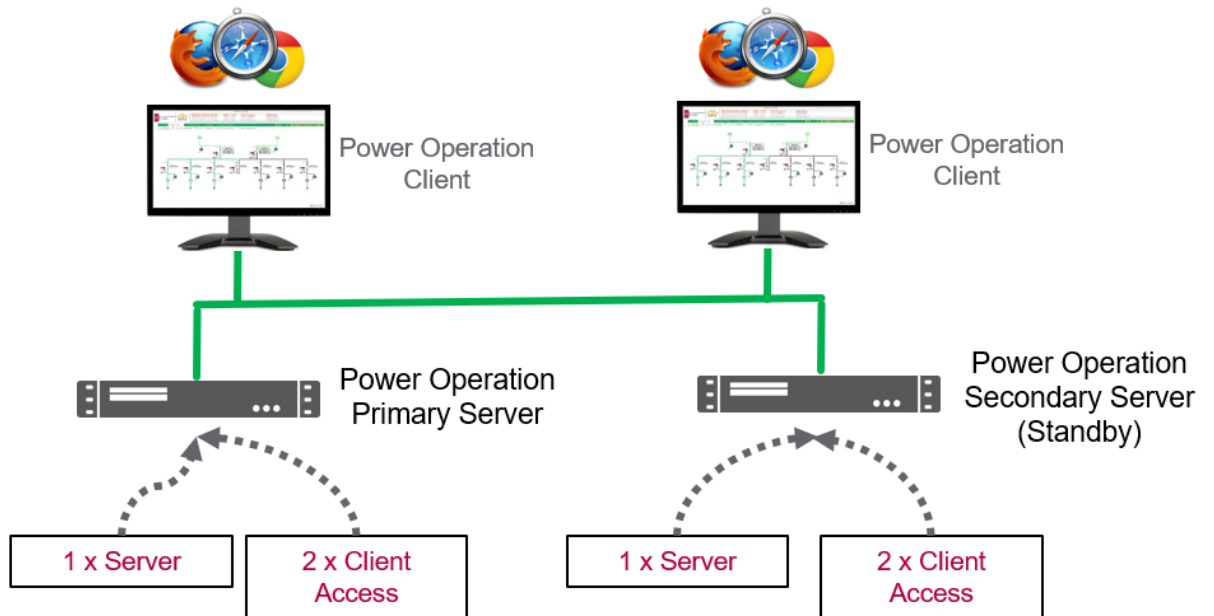 Power Operation
Client
Power Operation
Client
Power Operation
Primary Server
Power Operation
Secondary Server
(Standby)
1 x Server
2 x Client
Access
1 x Server
2 x Client
Access